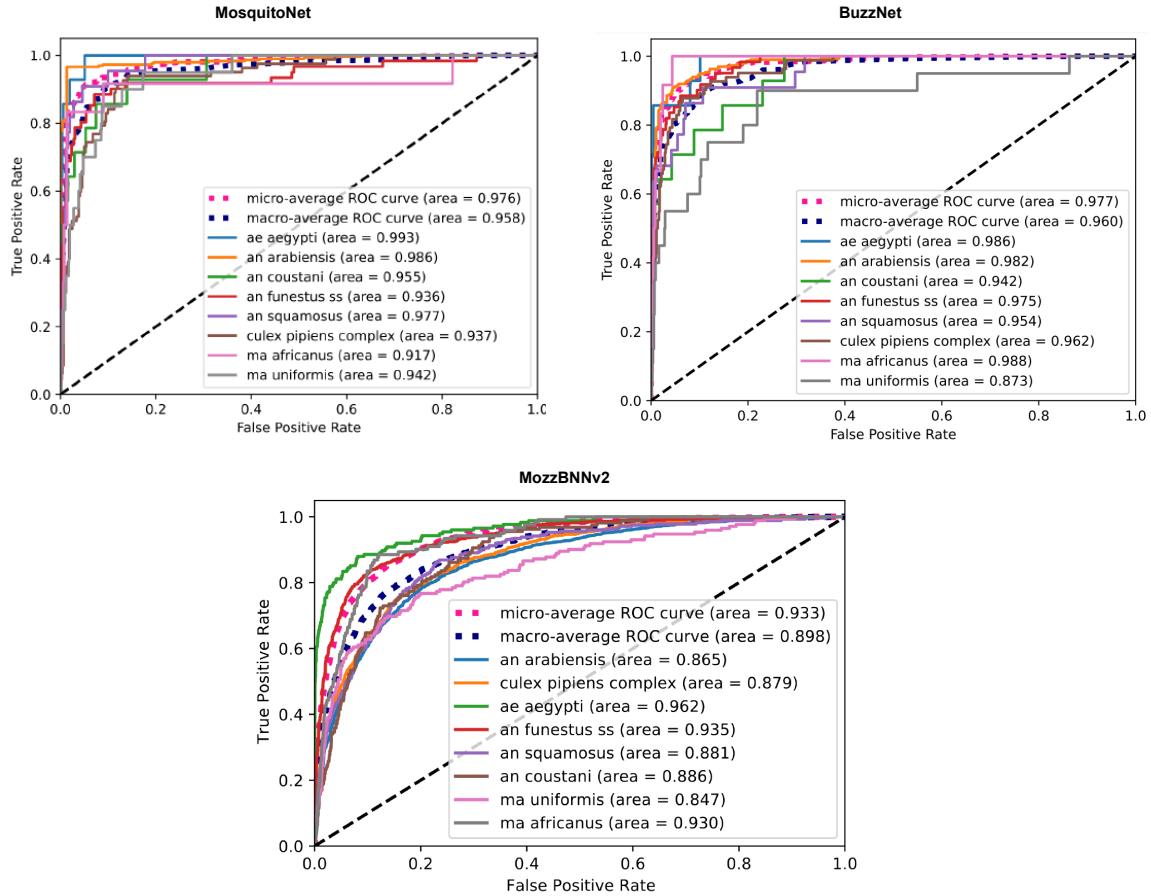 MosquitoNet
1.0
0.8
0.6
0.4
0.2
0.0
True Positive Rate
micro-average ROC curve (area = 0.976)
macro-average ROC curve (area = 0.958)
ae aegypti (area = 0.993)
an arabiensis (area = 0.986)
an coustani (area = 0.955)
an funestus ss (area = 0.936)
an squamosus (area = 0.977)
culex pipiens complex (area = 0.937)
ma africanus (area = 0.917)
ma uniformis (area = 0.942)
0.0 0.2 0.4 0.6 0.8 1.0
False Positive Rate
BuzzNet
1.0
0.8
0.6
0.4
0.2
0.0
True Positive Rate
micro-average ROC curve (area = 0.977)
macro-average ROC curve (area = 0.960)
ae aegypti (area = 0.986)
an arabiensis (area = 0.982)
an coustani (area = 0.942)
an funestus ss (area = 0.975)
an squamosus (area = 0.954)
culex pipiens complex (area = 0.962)
ma africanus (area = 0.988)
ma uniformis (area = 0.873)
0.0 0.2 0.4 0.6 0.8 1.0
False Positive Rate
MozzBNNv2
1.0
0.8
0.6
0.4
0.2
0.0
True Positive Rate
micro-average ROC curve (area = 0.933)
macro-average ROC curve (area = 0.898)
an arabiensis (area = 0.865)
culex pipiens complex (area = 0.879)
ae aegypti (area = 0.962)
an funestus ss (area = 0.935)
an squamosus (area = 0.881)
an coustani (area = 0.886)
ma uniformis (area = 0.847)
ma africanus (area = 0.930)
0.0 0.2 0.4 0.6 0.8 1.0
False Positive Rate